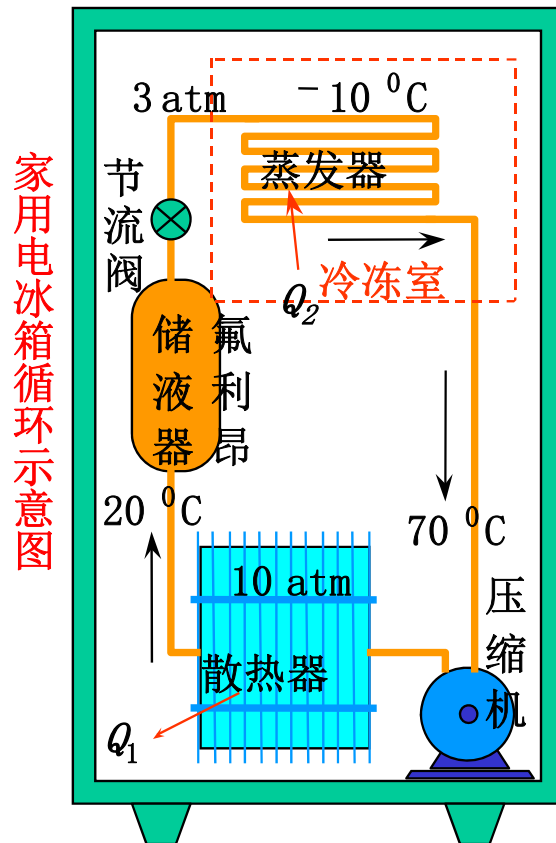 家用电冰箱循环示意图
3 atm
-10 ⁰C
节流阀
蒸发器
冷冻室
Q₂
储液器
氟利昂
20 ⁰C
70 ⁰C
10 atm
散热器
压缩机
Q₁